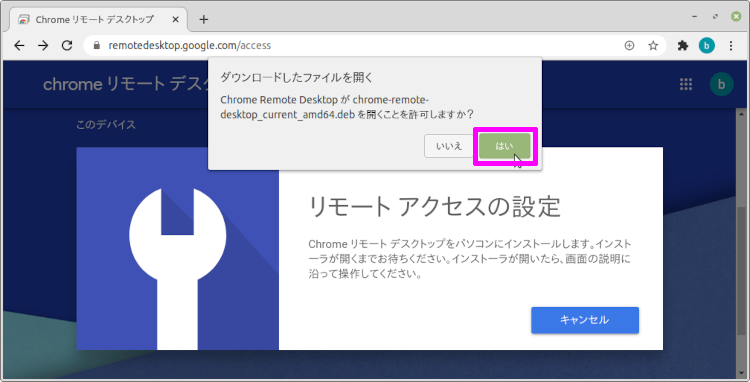 Chrome リモート デスクトップ
remotedesktop.google.com/access
b
chrome リモート デスク
b
ダウンロードしたファイルを開く
Chrome Remote Desktop が chrome-remote-
desktop_current_amd64.deb を開くことを許可しますか？
いいえ
はい
このデバイス
リモート アクセスの設定
Chrome リモート デスクトップをパソコンにインストールします。インスト
ーラが開くまでお待ちください。インストーラが開いたら、画面の説明に
沿って操作してください。
キャンセル